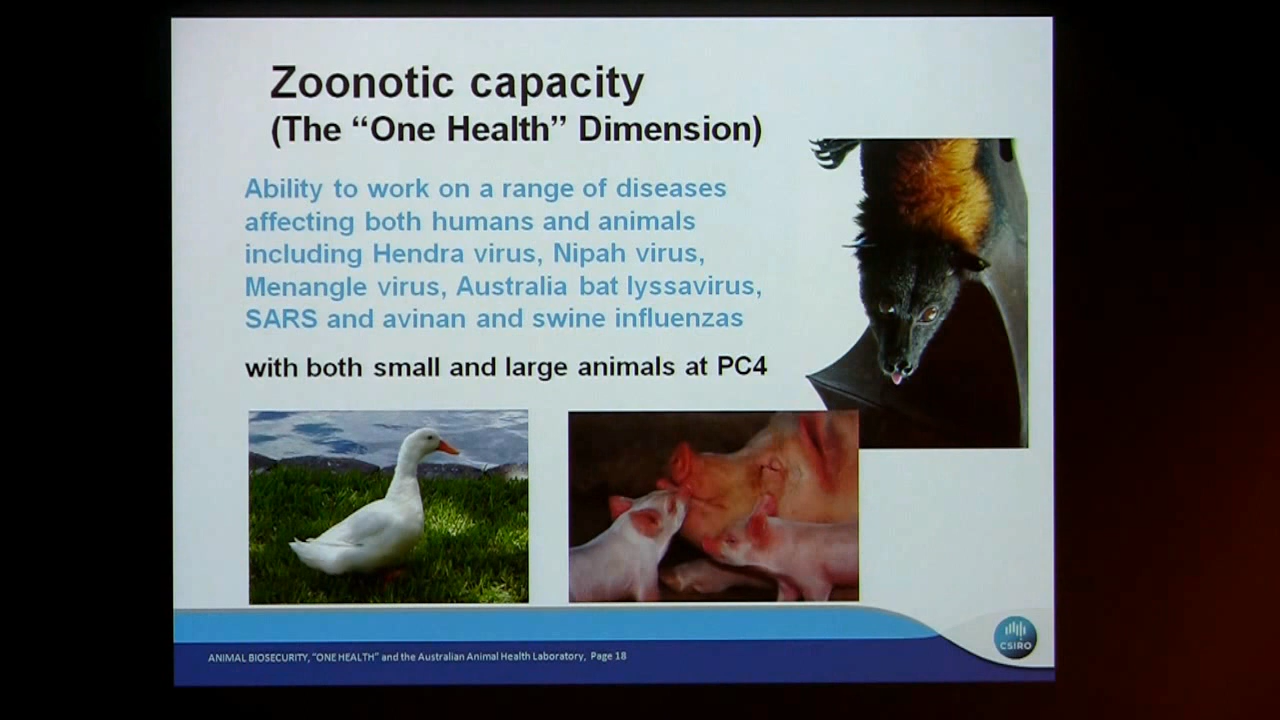 Zoonotic capacity
(The “One Health” Dimension)
Ability to work on a range of diseases
affecting both humans and animals
including Hendra virus, Nipah virus,
Menangle virus, Australia bat lyssavirus,
SARS and avinan and swine influenzas
with both small and large animals at PC4
CSIRO
ANIMAL BIOSECURITY, “ONE HEALTH” and the Australian Animal Health Laboratory, Page 18